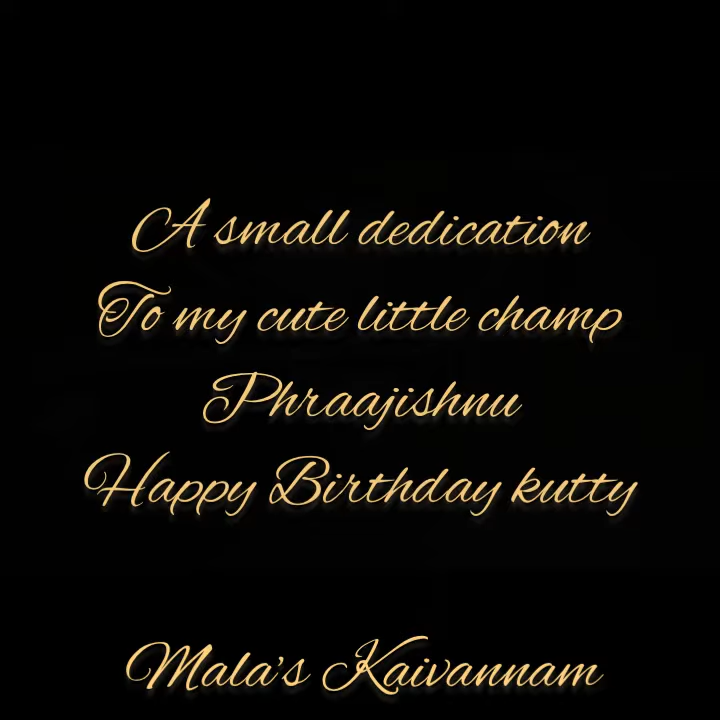 A small dedication
To my cute little champ
Phraajishnu
Happy Birthday kutty
Mala's Kaivannam